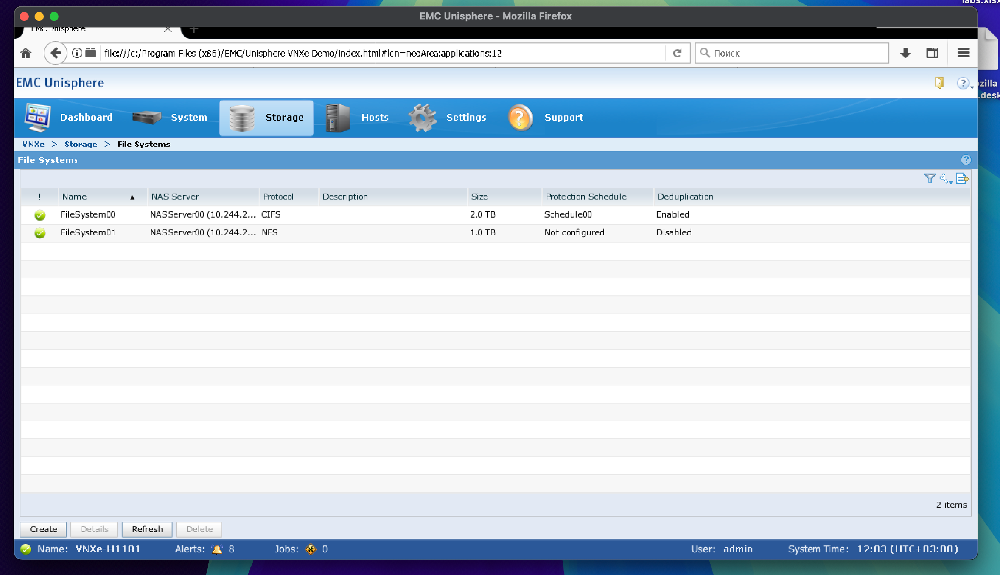 labs.xlsx
EMC Unisphere - Mozilla Firefox
EMC Unisphere
file:///c:/Program Files (x86)/EMC/Unisphere VNXe Demo/index.html#lcn=neoArea:applications:12
Поиск
EMC Unisphere
zilla
.desk
Dashboard System Storage Hosts Settings Support
VNXe > Storage > File Systems
File Systems
! Name NAS Server Protocol Description Size Protection Schedule Deduplication
FileSystem00 NASServer00 (10.244.2... CIFS 2.0 TB Schedule00 Enabled
FileSystem01 NASServer00 (10.244.2... NFS 1.0 TB Not configured Disabled
2 items
Create Details Refresh Delete
Name: VNXe-H1181 Alerts: 8 Jobs: 0 User: admin System Time: 12:03 (UTC+03:00)